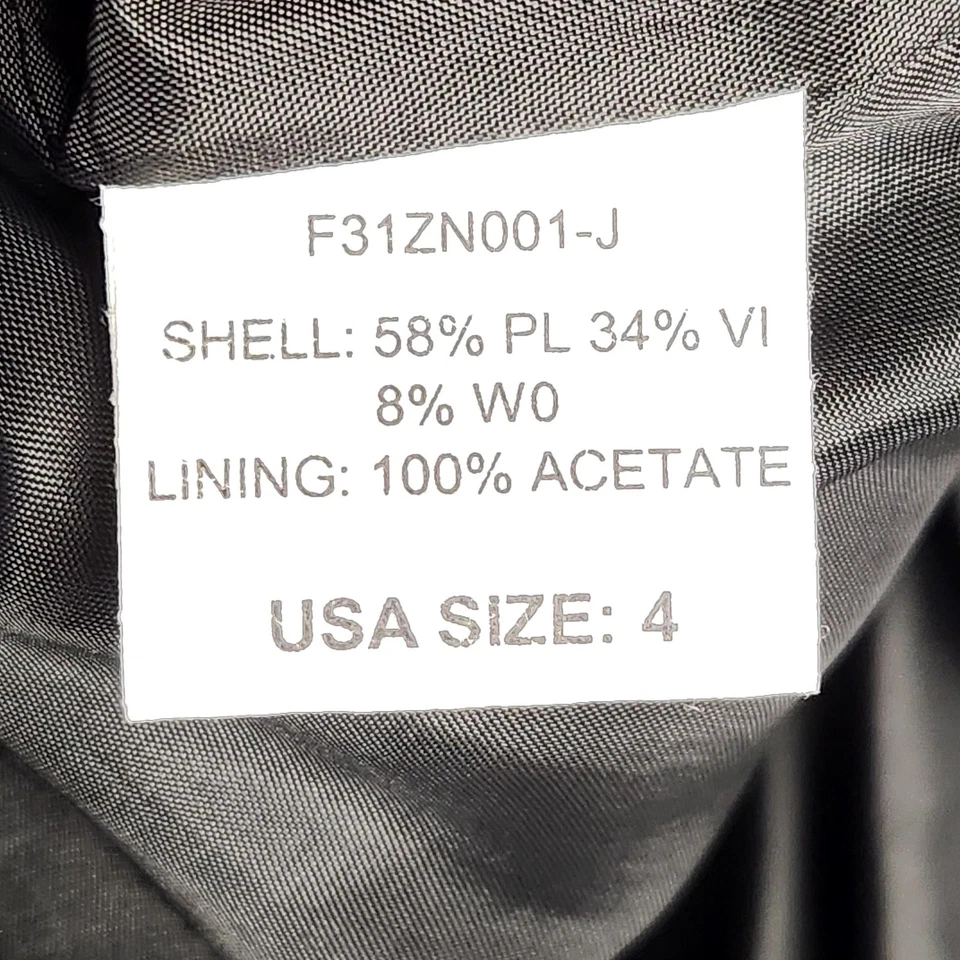 F31ZN001-J
SHELL: 58% PL 34% VI
8% W0
LINING: 100% ACETATE
USA SIZE: 4